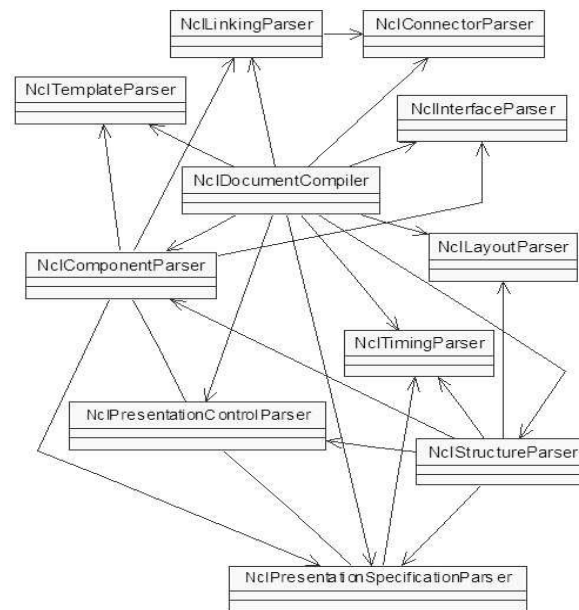 NclLinkingParser
NclConnectorParser
NclTemplateParser
NclInterfaceParser
NclDocumentCompiler
NclComponentParser
NclLayoutParser
NclTimingParser
NclPresentationControlParser
NclStructureParser
NclPresentationSpecificationParser